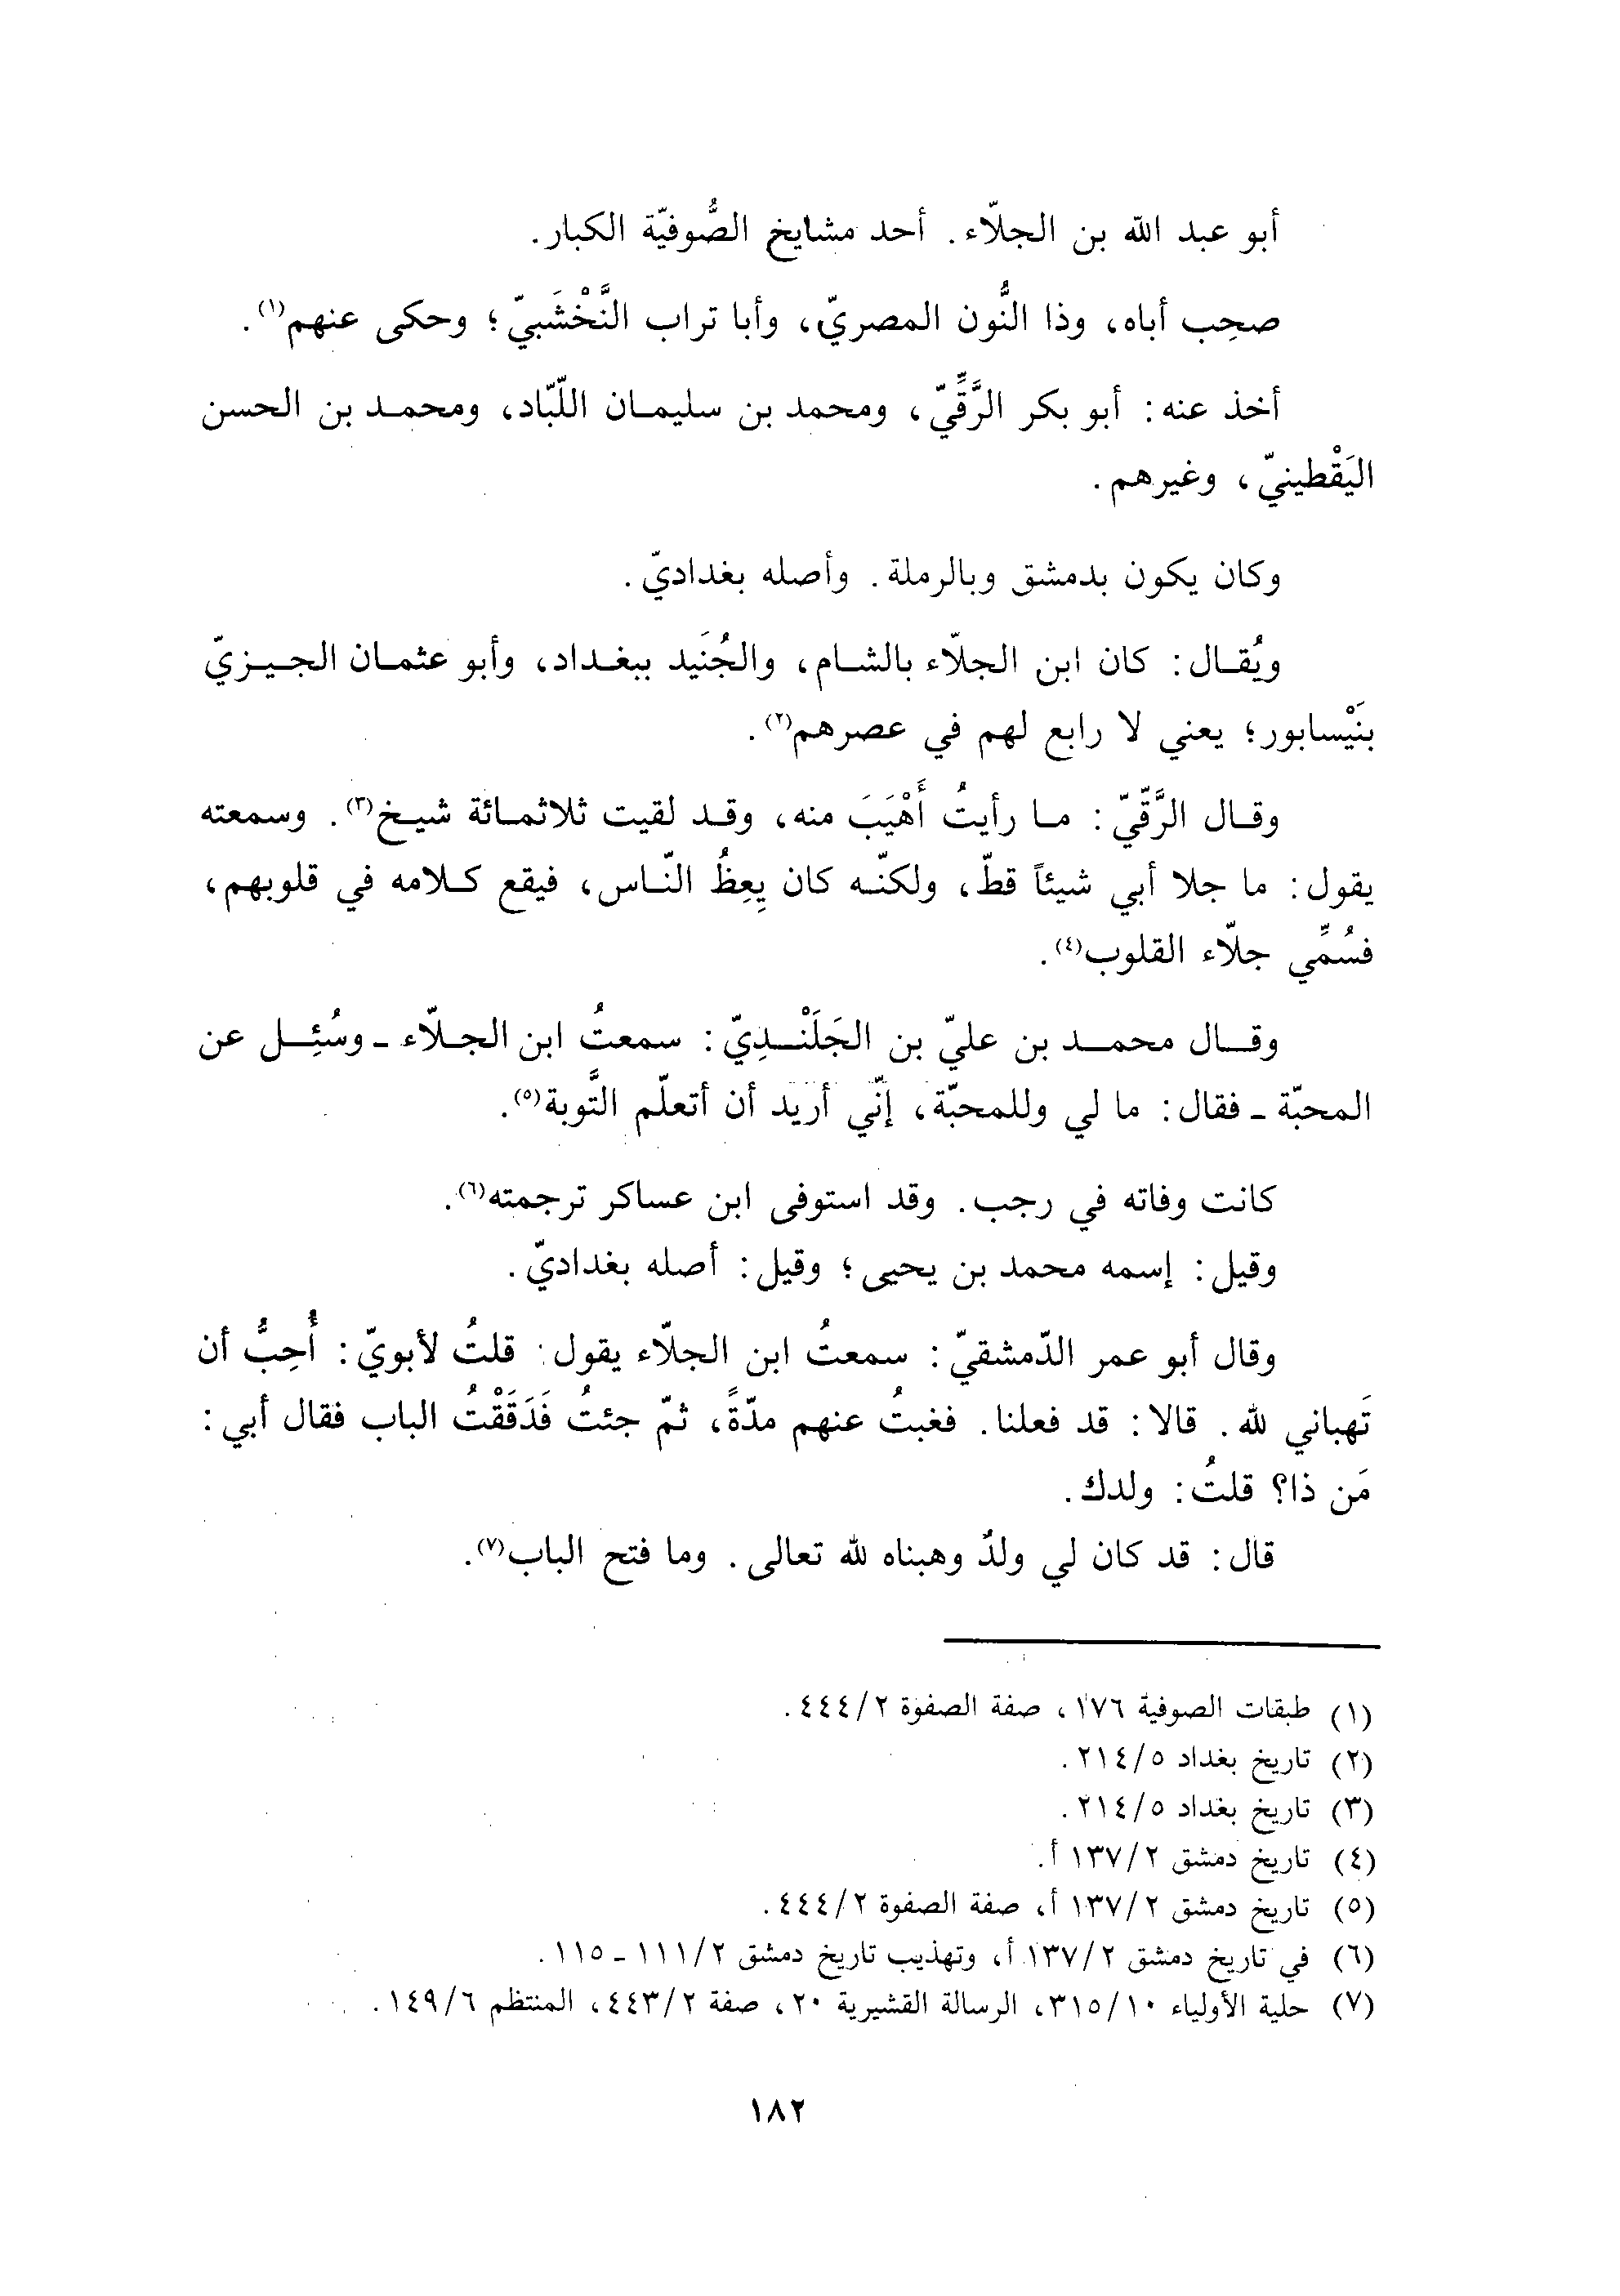 أبو عبد الله بن الجلّاء. أحد مشايخ الصُّوفيّة الكبار.
صحِب أباه، وذا النُّون المصريّ، وأبا تراب النَّخْشَبيّ؛ وحكى عنهم(١).
أخذ عنه: أبو بكر الرَّقِّيّ، ومحمد بن سليمان اللّبّاد، ومحمد بن الحسن
اليَقْطينيّ، وغيرهم.
وكان يكون بدمشق وبالرملة. وأصله بغداديّ.
ويُقال: كان ابن الجلّاء بالشام، والجُنَيد ببغداد، وأبو عثمان الجيزيّ
بنَيْسابور؛ يعني لا رابع لهم في عصرهم(٢).
وقال الرَّقّيّ: ما رأيتُ أَهْيَبَ منه، وقد لقيت ثلاثمائة شيخ(٣). وسمعته
يقول: ما جلا أبي شيئاً قطّ، ولكنّه كان يِعِظُ النّاس، فيقع كلامه في قلوبهم،
فسُمِّي جلّاء القلوب(٤).
وقال محمد بن عليّ بن الجَلَنْدِيّ: سمعتُ ابن الجلّاء ـ وسُئِل عن
المحبّة ـ فقال: ما لي وللمحبّة، إنّي أريد أن أتعلّم التَّوبة(٥).
كانت وفاته في رجب. وقد استوفى ابن عساكر ترجمته(٦).
وقيل: إسمه محمد بن يحيى؛ وقيل: أصله بغداديّ.
وقال أبو عمر الدّمشقيّ: سمعتُ ابن الجلّاء يقول: قلتُ لأبويّ: أُحِبُّ أن
تَهباني لله. قالا: قد فعلنا. فغبتُ عنهم مدّةً، ثمّ جئتُ فَدَقَقْتُ الباب فقال أبي:
مَن ذا؟ قلتُ: ولدك.
قال: قد كان لي ولدٌ وهبناه لله تعالى. وما فتح الباب(٧).
(١) طبقات الصوفية ١٧٦، صفة الصفوة ٤٤٤/٢.
(٢) تاريخ بغداد ٢١٤/٥.
(٣) تاريخ بغداد ٢١٤/٥.
(٤) تاريخ دمشق ١٣٧/٢ أ.
(٥) تاريخ دمشق ١٣٧/٢ أ، صفة الصفوة ٤٤٤/٢.
(٦) في تاريخ دمشق ١٣٧/٢ أ، وتهذيب تاريخ دمشق ١١١/٢ ـ ١١٥.
(٧) حلية الأولياء ٣١٥/١٠، الرسالة القشيرية ٢٠، صفة ٤٤٣/٢، المنتظم ١٤٩/٦.
١٨٢